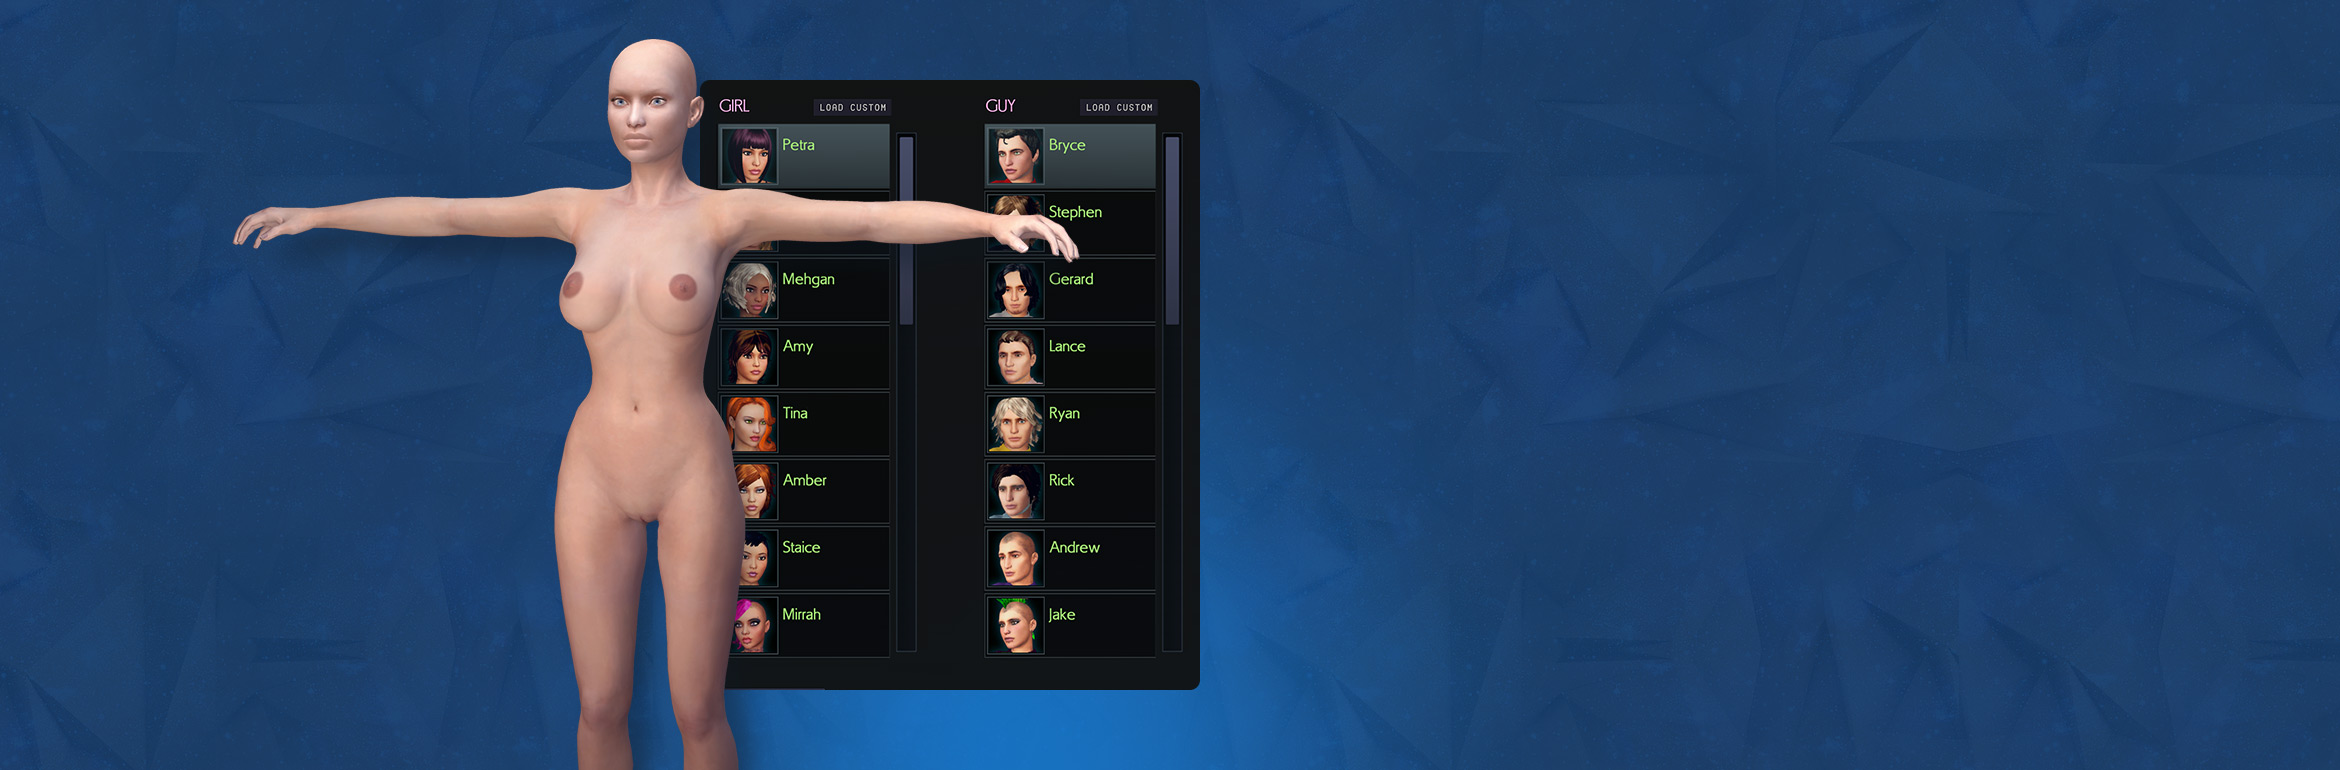 GIRL
LOAD CUSTOM
Petra
Mehgan
Amy
Tina
Amber
Staice
Mirrah
GUY
LOAD CUSTOM
Bryce
Stephen
Gerard
Lance
Ryan
Rick
Andrew
Jake